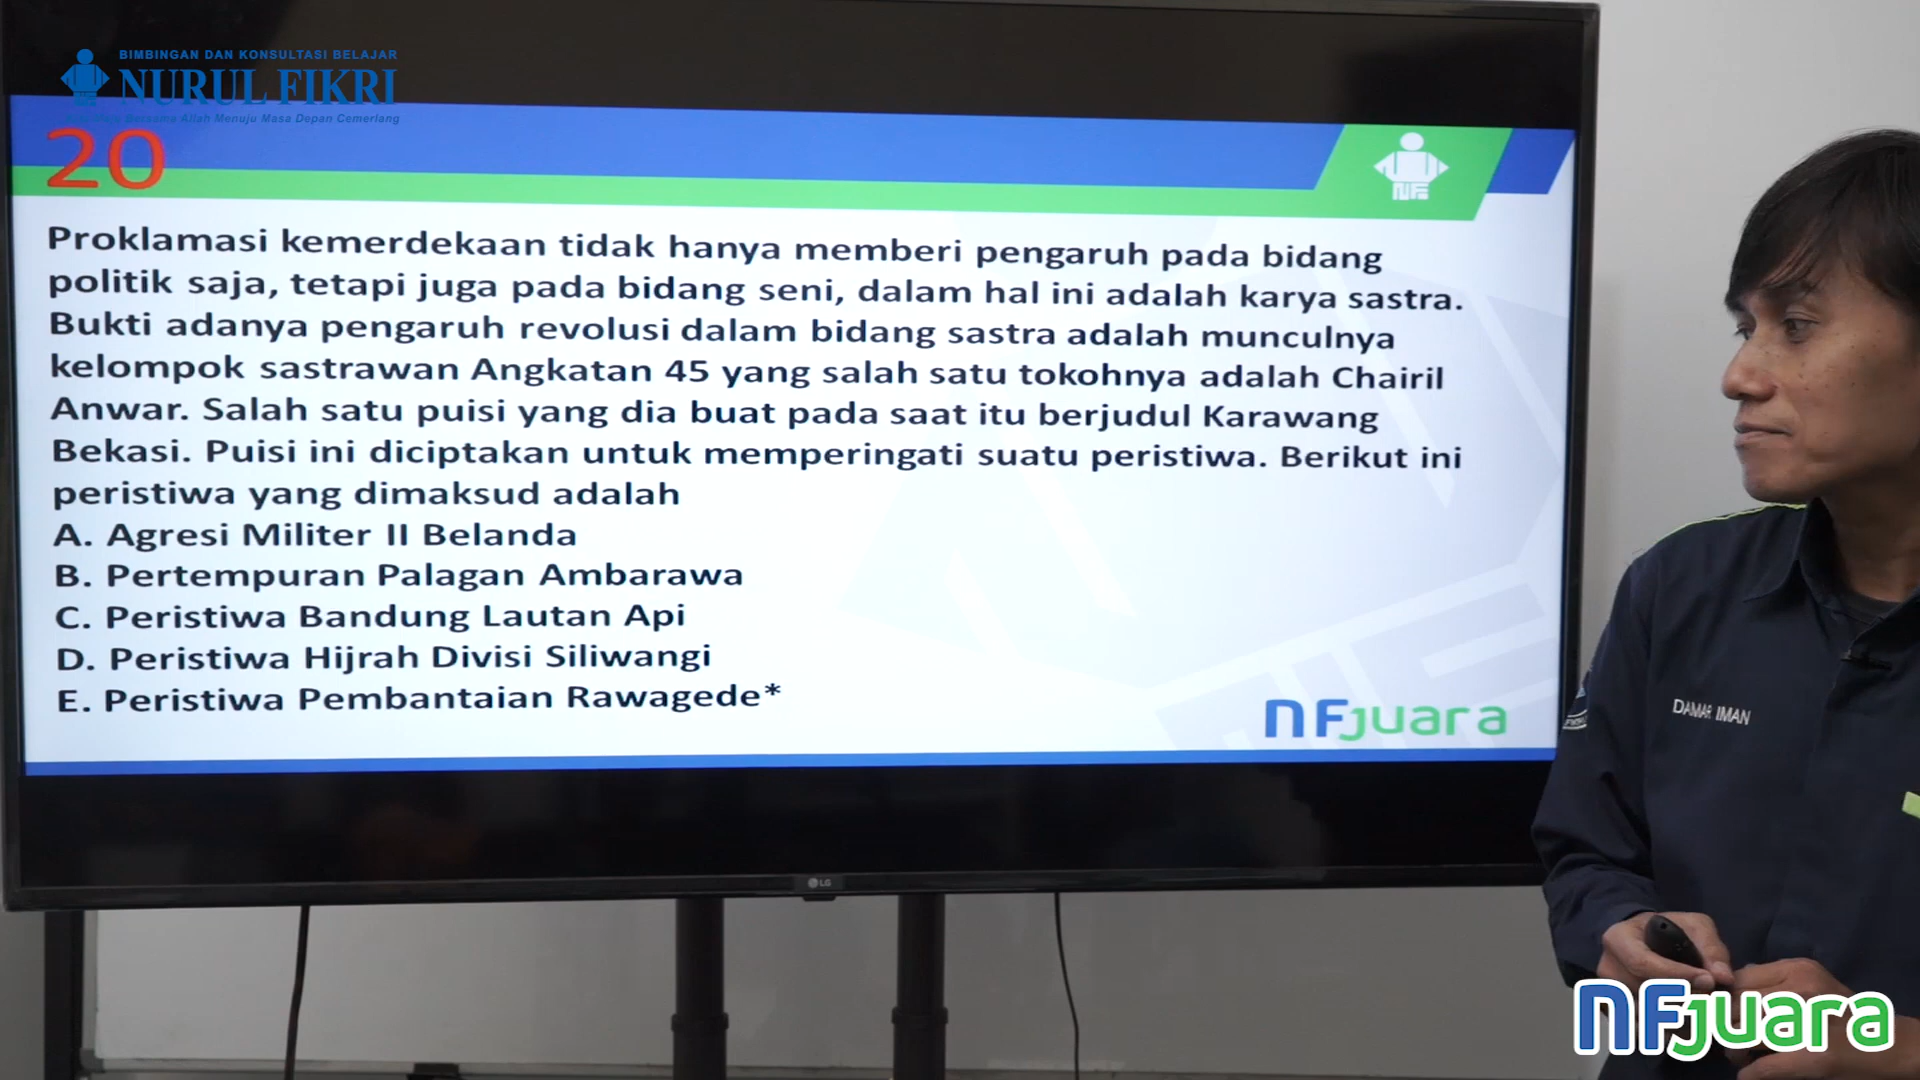 BIMBINGAN DAN KONSULTASI BELAJAR
NURUL FIKRI
Bersama Allah Menuju Masa Depan Cemerlang
20
NF
Proklamasi kemerdekaan tidak hanya memberi pengaruh pada bidang
politik saja, tetapi juga pada bidang seni, dalam hal ini adalah karya sastra.
Bukti adanya pengaruh revolusi dalam bidang sastra adalah munculnya
kelompok sastrawan Angkatan 45 yang salah satu tokohnya adalah Chairil
Anwar. Salah satu puisi yang dia buat pada saat itu berjudul Karawang
Bekasi. Puisi ini diciptakan untuk memperingati suatu peristiwa. Berikut ini
peristiwa yang dimaksud adalah
A. Agresi Militer II Belanda
B. Pertempuran Palagan Ambarawa
C. Peristiwa Bandung Lautan Api
D. Peristiwa Hijrah Divisi Siliwangi
E. Peristiwa Pembantaian Rawagede*
NFjuara
DAMAR IMAN
LG
NFjuara